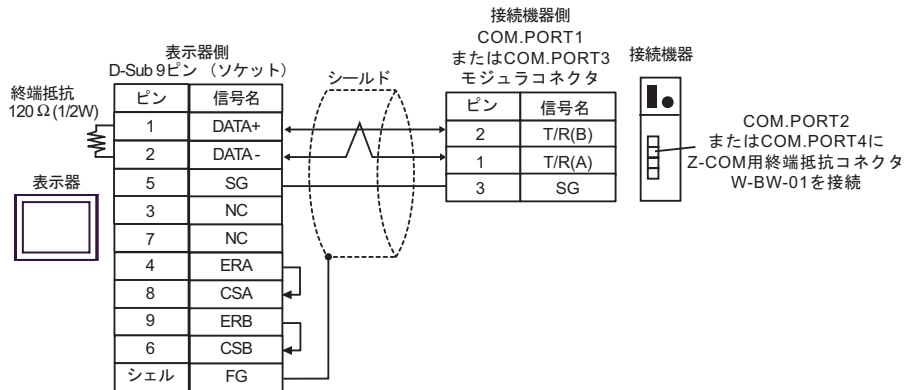 表示器側
D-Sub 9ピン （ソケット）
終端抵抗
120 Ω (1/2W)
ピン 信号名
1 DATA+
2 DATA-
5 SG
3 NC
7 NC
4 ERA
8 CSA
9 ERB
6 CSB
シェル FG
表示器
シールド
接続機器側
COM.PORT1
またはCOM.PORT3
モジュラコネクタ
ピン 信号名
2 T/R(B)
1 T/R(A)
3 SG
接続機器
COM.PORT2
またはCOM.PORT4に
Z-COM用終端抵抗コネクタ
W-BW-01を接続